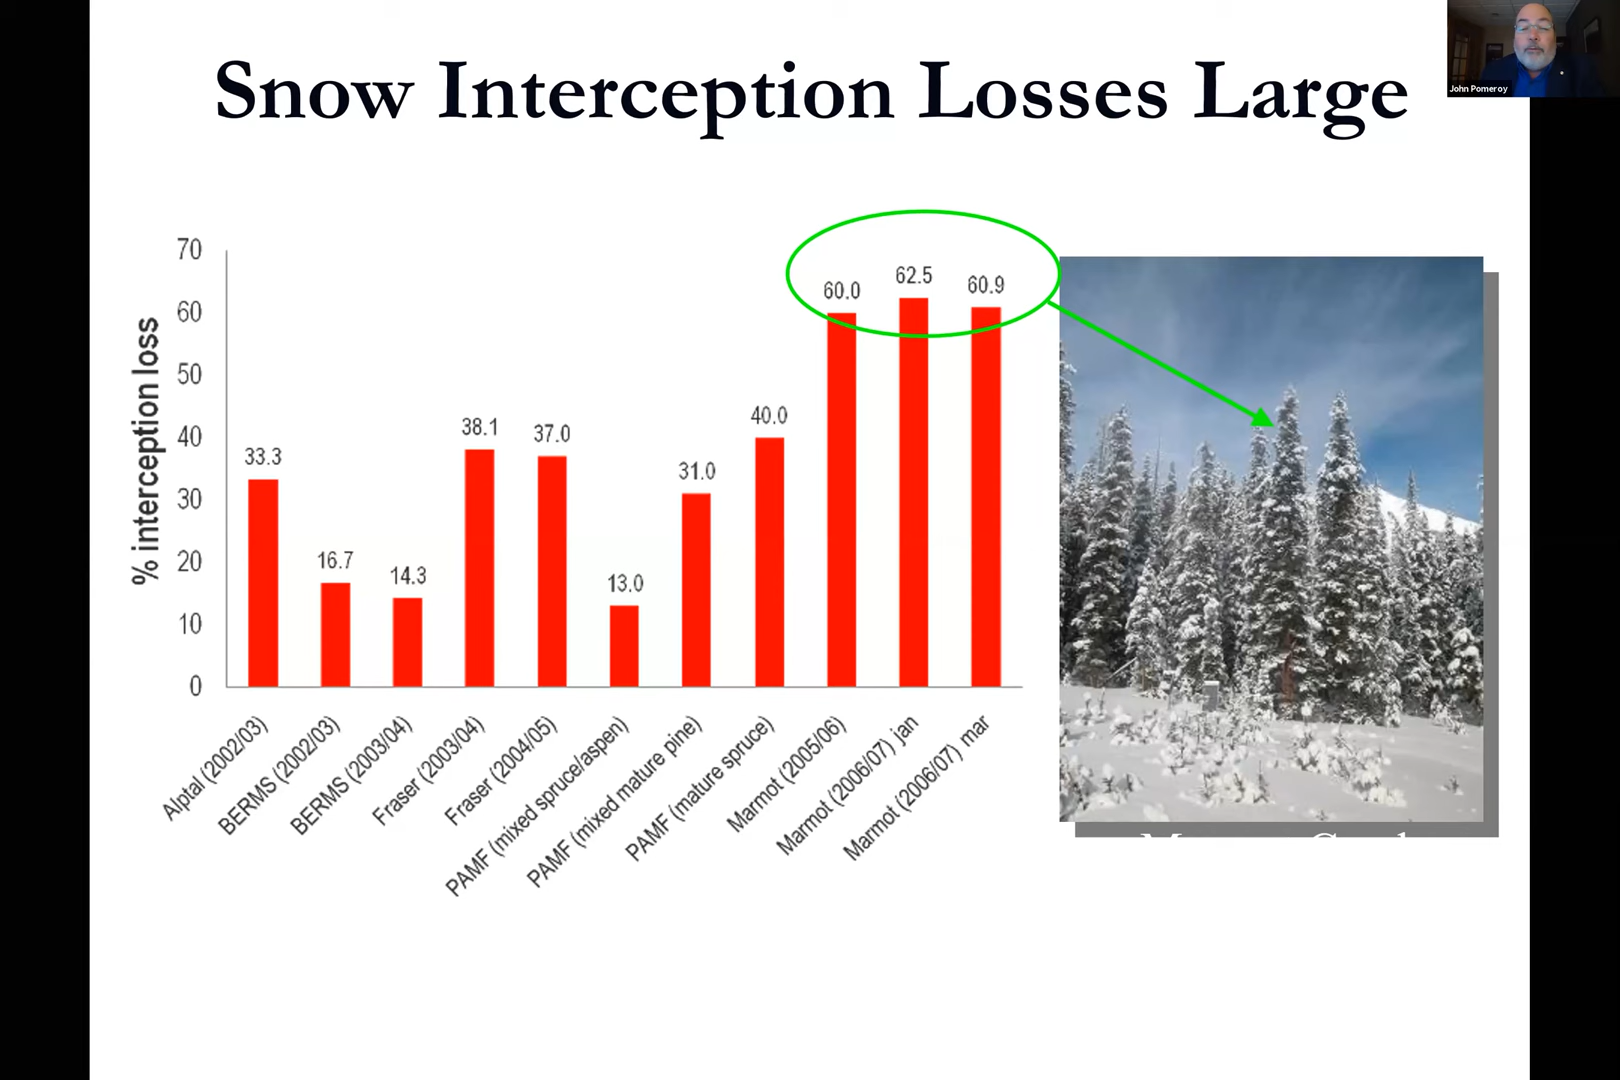 Snow Interception Losses Large
John Pomeroy
% interception loss
70
60
50
40
30
20
10
0
33.3
16.7
14.3
38.1
37.0
13.0
31.0
40.0
60.0
62.5
60.9
Alptal (2002/03)
BERMS (2002/03)
BERMS (2003/04)
Fraser (2003/04)
Fraser (2004/05)
PAMF (mixed spruce/aspen)
PAMF (mixed mature pine)
PAMF (mature spruce)
Marmot (2005/06)
Marmot (2006/07) jan
Marmot (2006/07) mar